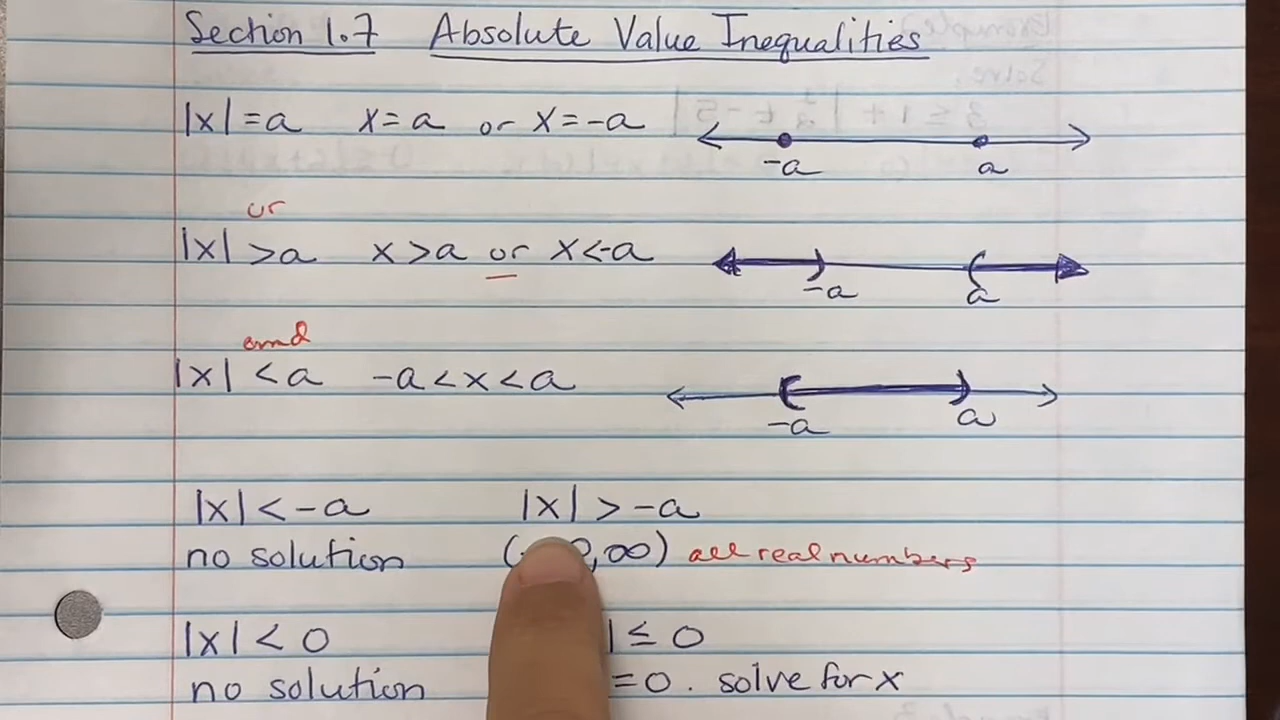 Section 1.7 Absolute Value Inequalities
|x| = a x = a or x = -a
-a a
or
|x| > a x > a or x < -a
-a a
and
|x| < a -a < x < a
-a a
|x| < -a |x| > -a
no solution ,∞) all real numbers
|x| < 0 | ≤ 0
no solution = 0. solve for x